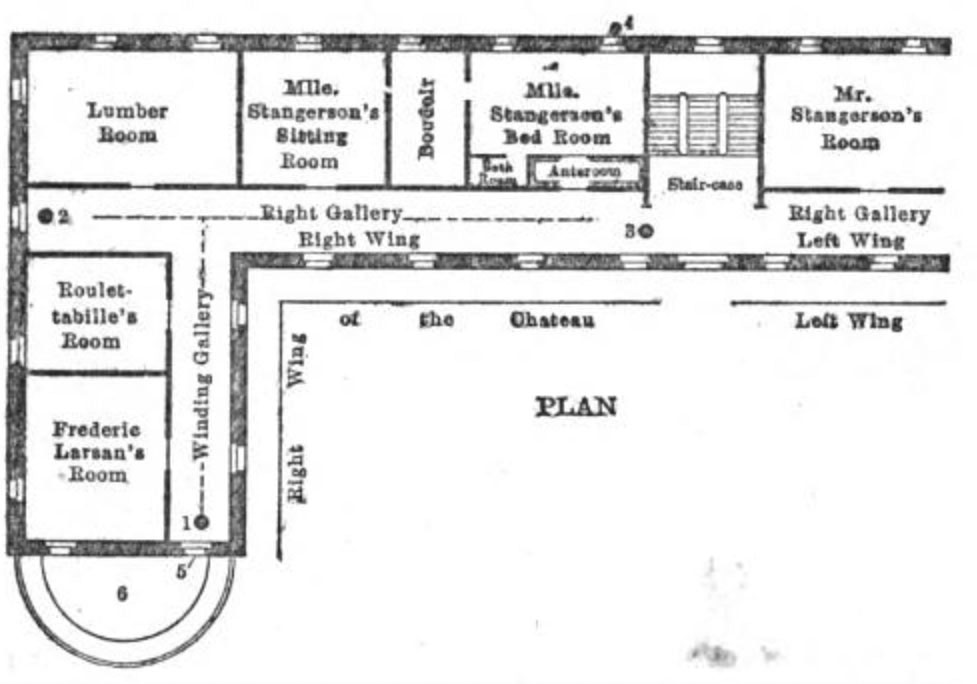 4
Lumber
Room
Mlle.
Stangerson's
Sitting
Room
Boudoir
Mlle.
Stangerson's
Bed Room
Bath
Room
Anteroom
Stair-case
Mr.
Stangerson's
Room
2
Right Gallery
Right Wing
3
Right Gallery
Left Wing
Roulet-
tabille's
Room
Winding Gallery
Frederic
Larsan's
Room
1
5
6
Right Wing
of the Chateau
Left Wing
PLAN